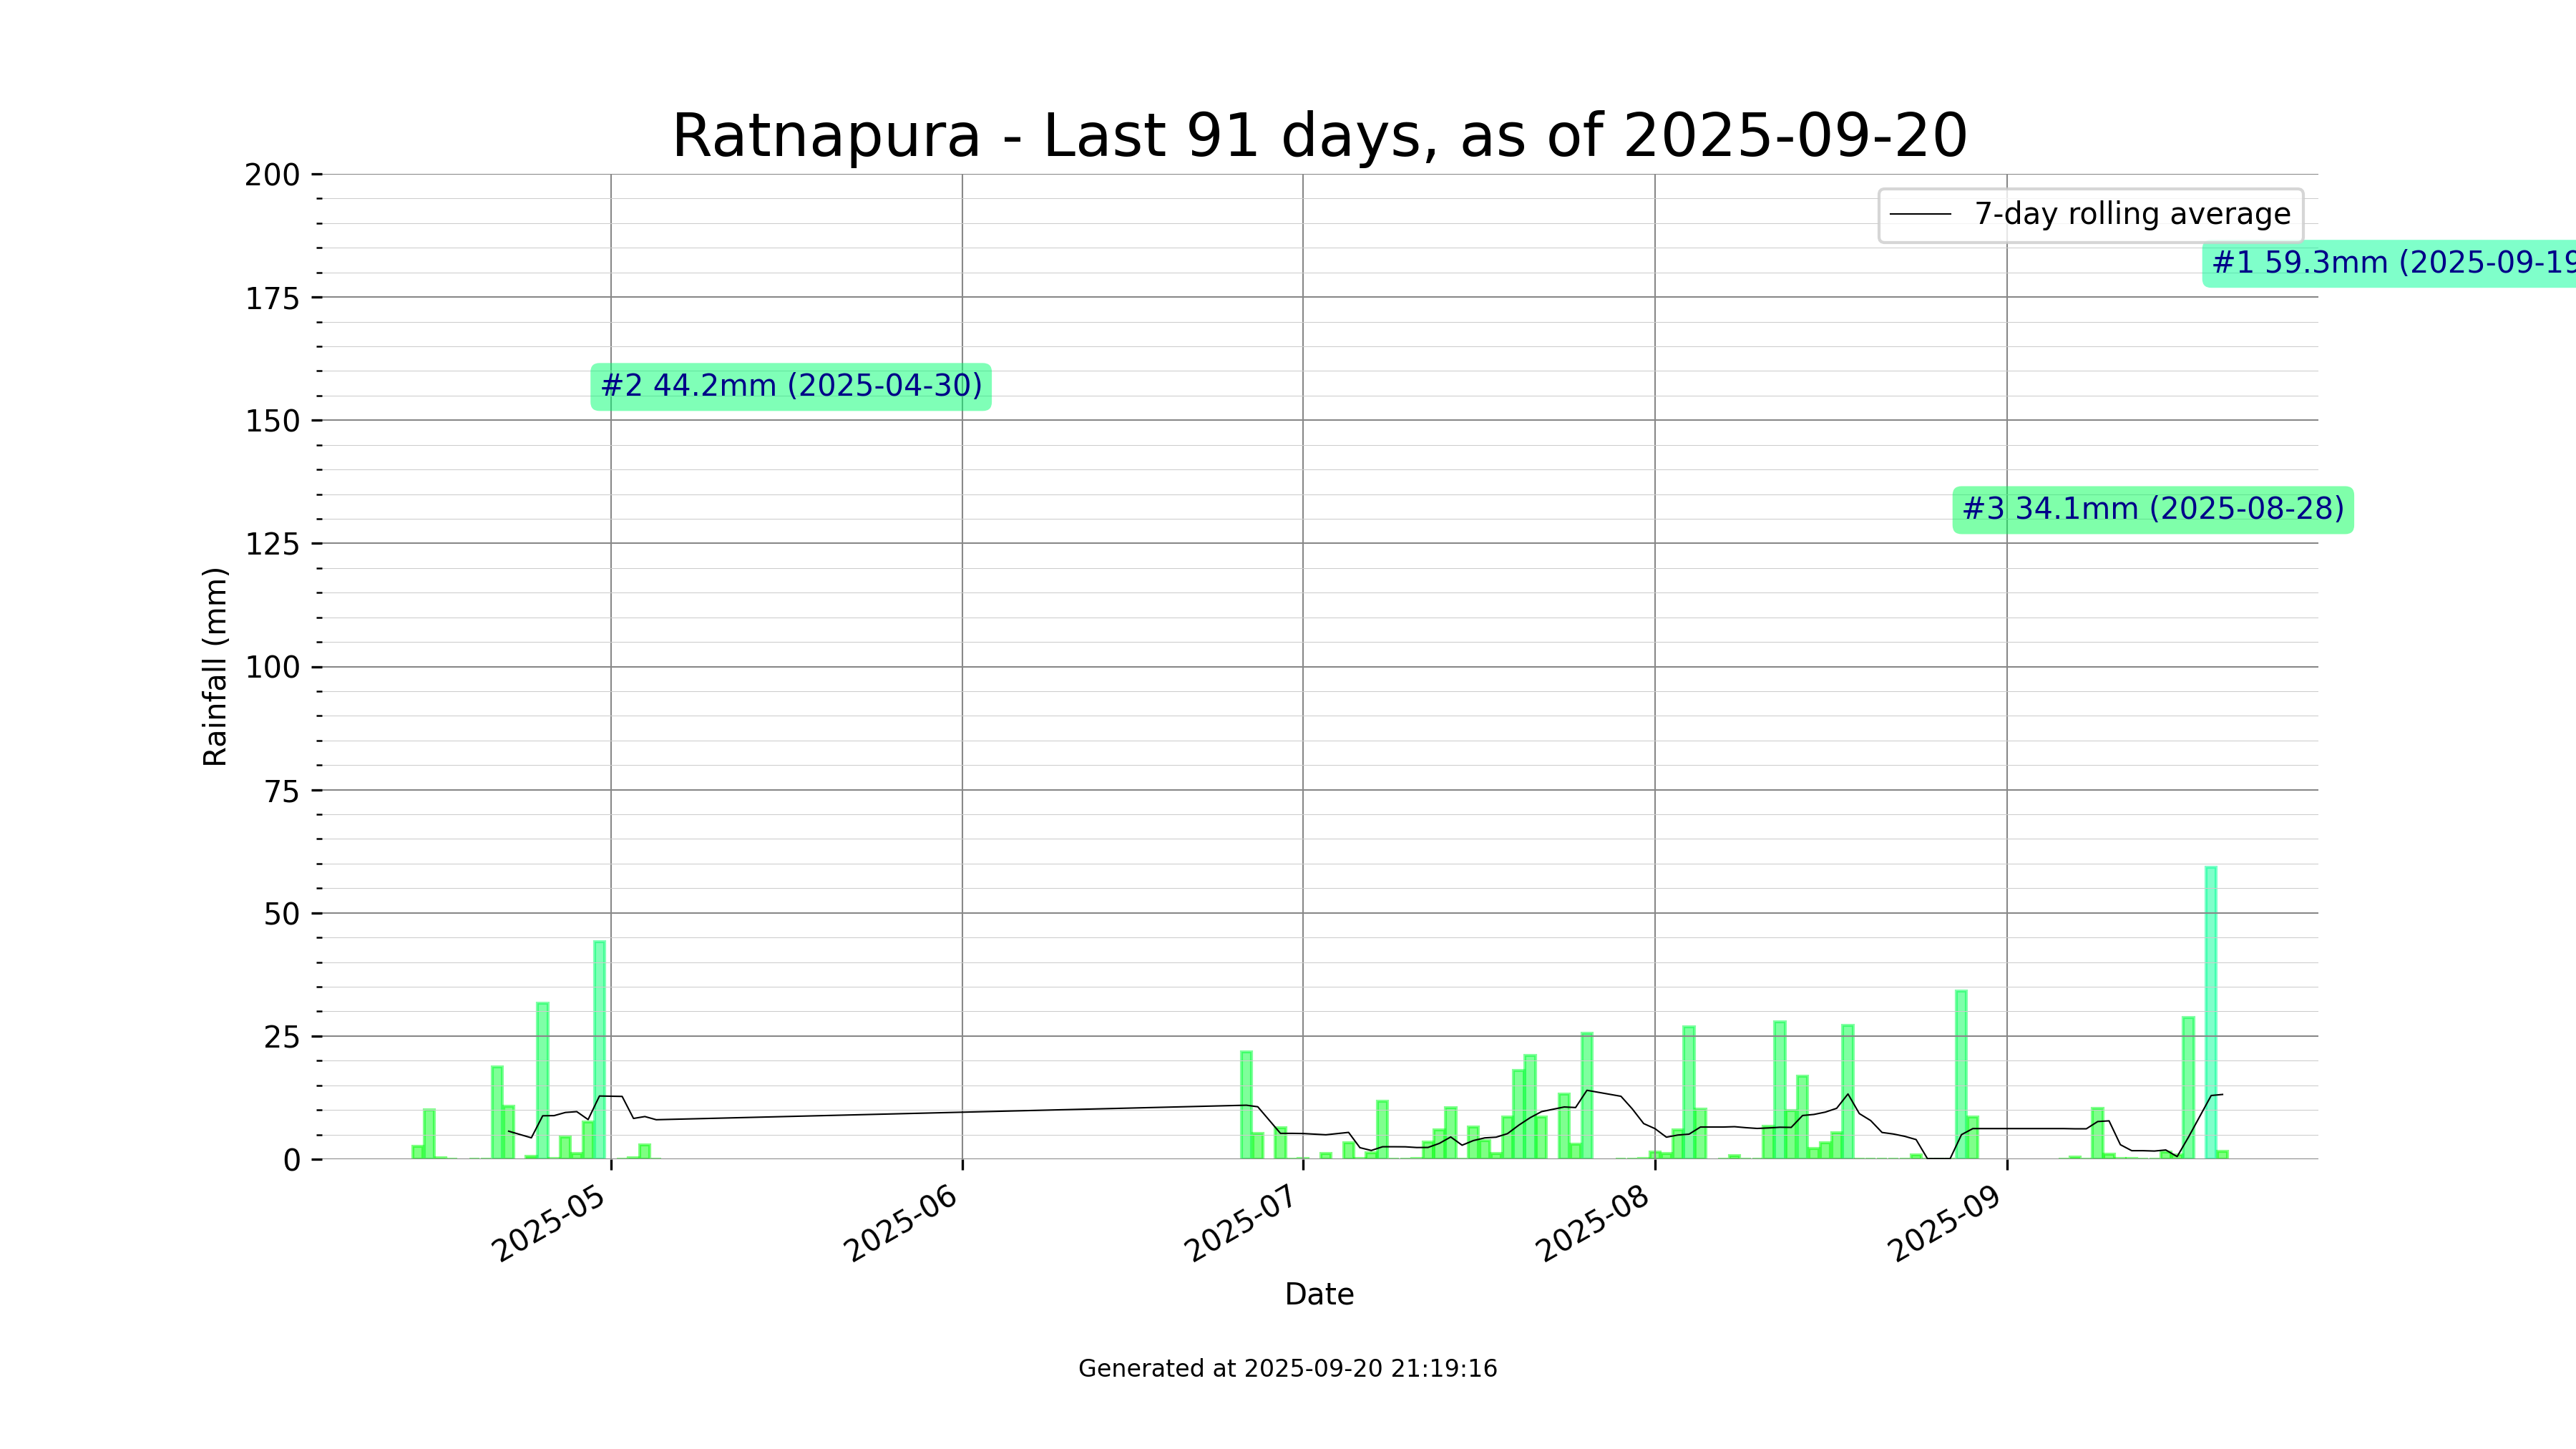 Ratnapura - Last 91 days, as of 2025-09-20
200
175
150
125
100
75
50
25
0
Rainfall (mm)
7-day rolling average
#1 59.3mm (2025-09-19
#2 44.2mm (2025-04-30)
#3 34.1mm (2025-08-28)
2025-05
2025-06
2025-07
2025-08
2025-09
Date
Generated at 2025-09-20 21:19:16